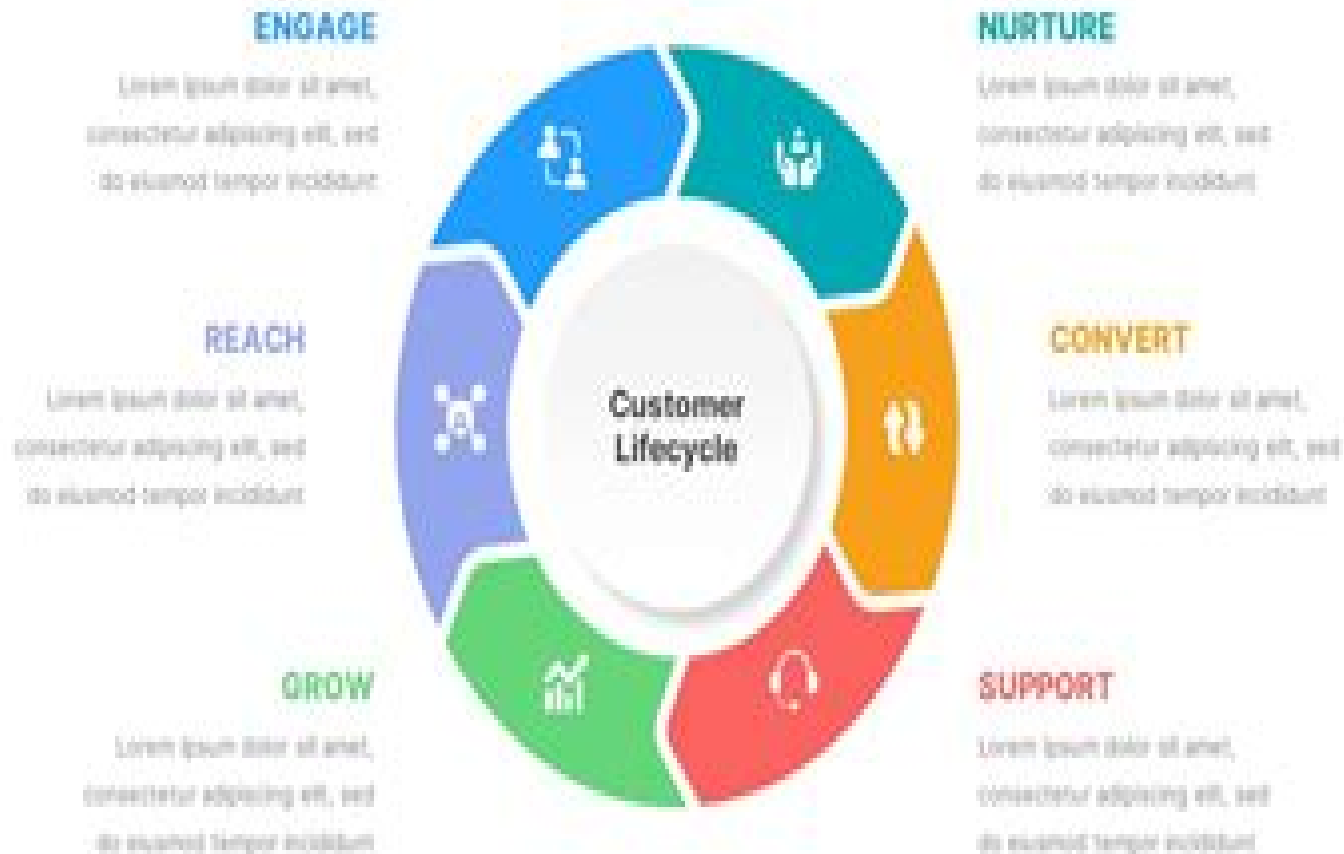 ENGAGE
Lorem ipsum dolor sit amet,
consectetur adipiscing elit, sed
do eiusmod tempor incididunt
NURTURE
Lorem ipsum dolor sit amet,
consectetur adipiscing elit, sed
do eiusmod tempor incididunt
REACH
Lorem ipsum dolor sit amet,
consectetur adipiscing elit, sed
do eiusmod tempor incididunt
Customer
Lifecycle
CONVERT
Lorem ipsum dolor sit amet,
consectetur adipiscing elit, sed
do eiusmod tempor incididunt
GROW
Lorem ipsum dolor sit amet,
consectetur adipiscing elit, sed
do eiusmod tempor incididunt
SUPPORT
Lorem ipsum dolor sit amet,
consectetur adipiscing elit, sed
do eiusmod tempor incididunt